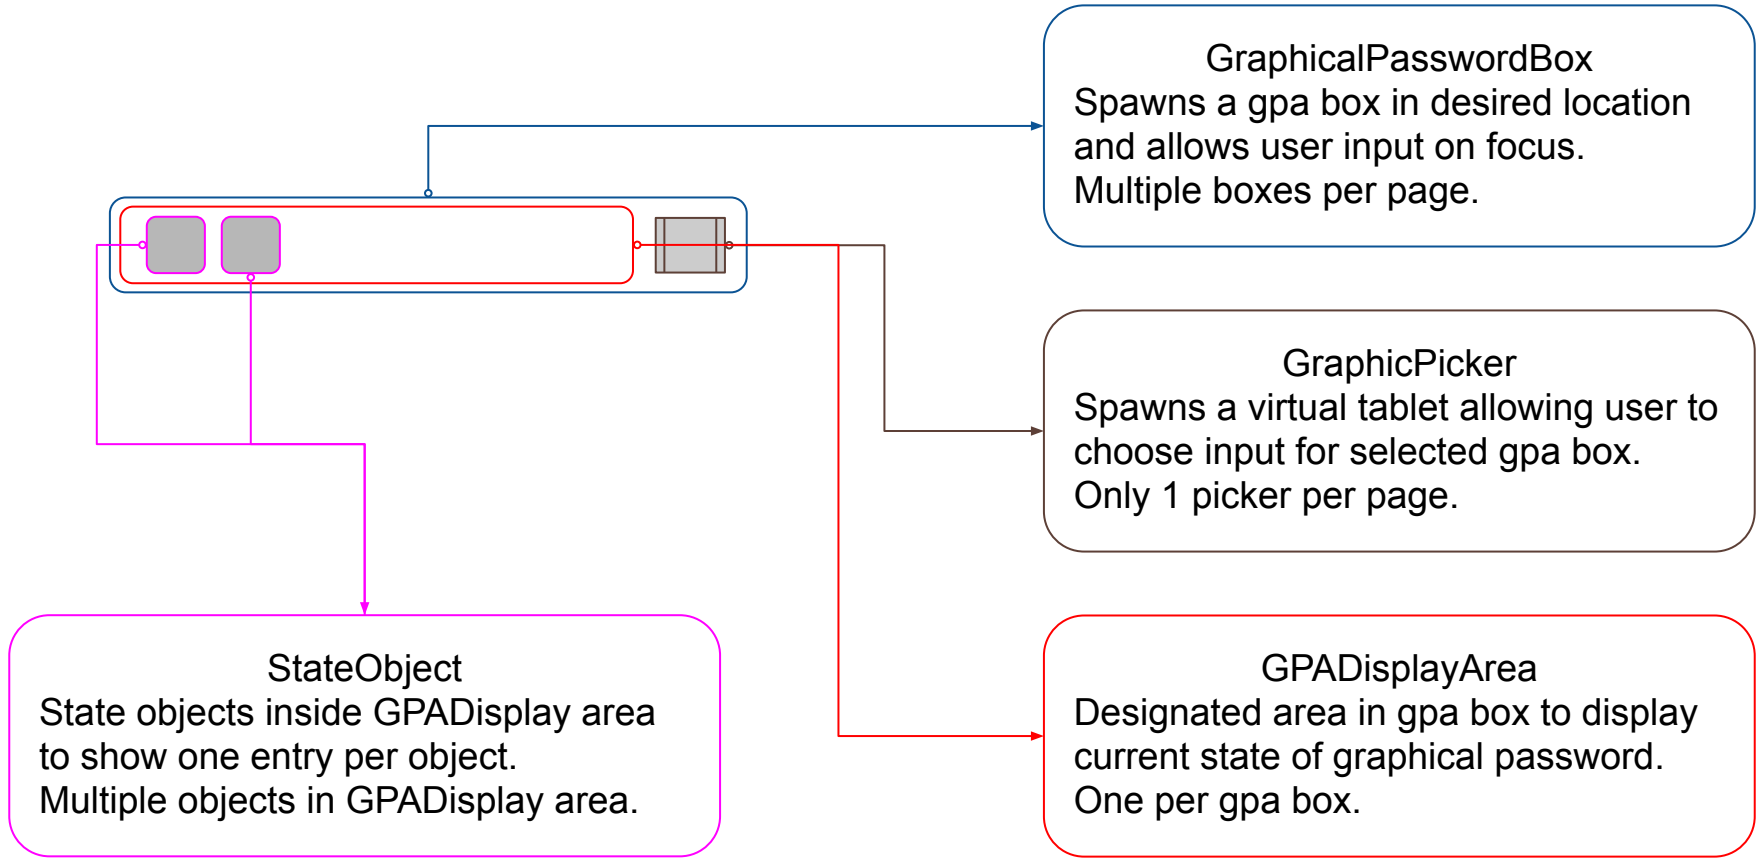 GraphicalPasswordBox
Spawns a gpa box in desired location
and allows user input on focus.
Multiple boxes per page.
GraphicPicker
Spawns a virtual tablet allowing user to
choose input for selected gpa box.
Only 1 picker per page.
StateObject
State objects inside GPADisplay area
to show one entry per object.
Multiple objects in GPADisplay area.
GPADisplayArea
Designated area in gpa box to display
current state of graphical password.
One per gpa box.